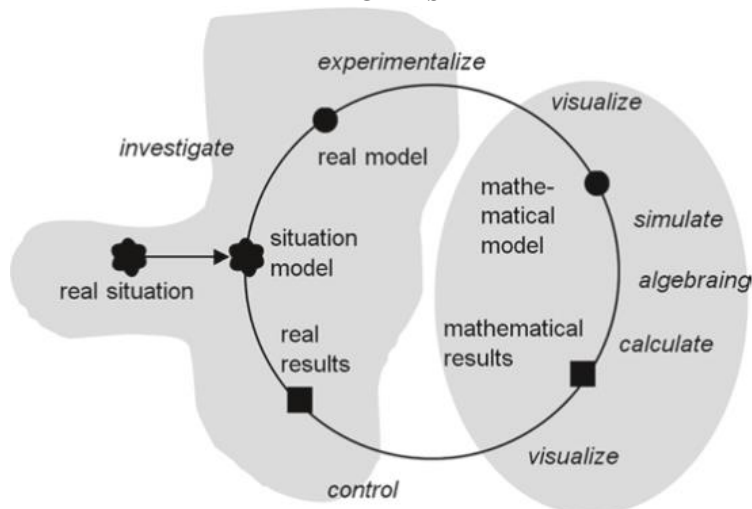 experimentalize
visualize
investigate
real model
mathe-
matical
model
simulate
situation
model
real situation
algebraing
real
results
mathematical
results
calculate
visualize
control